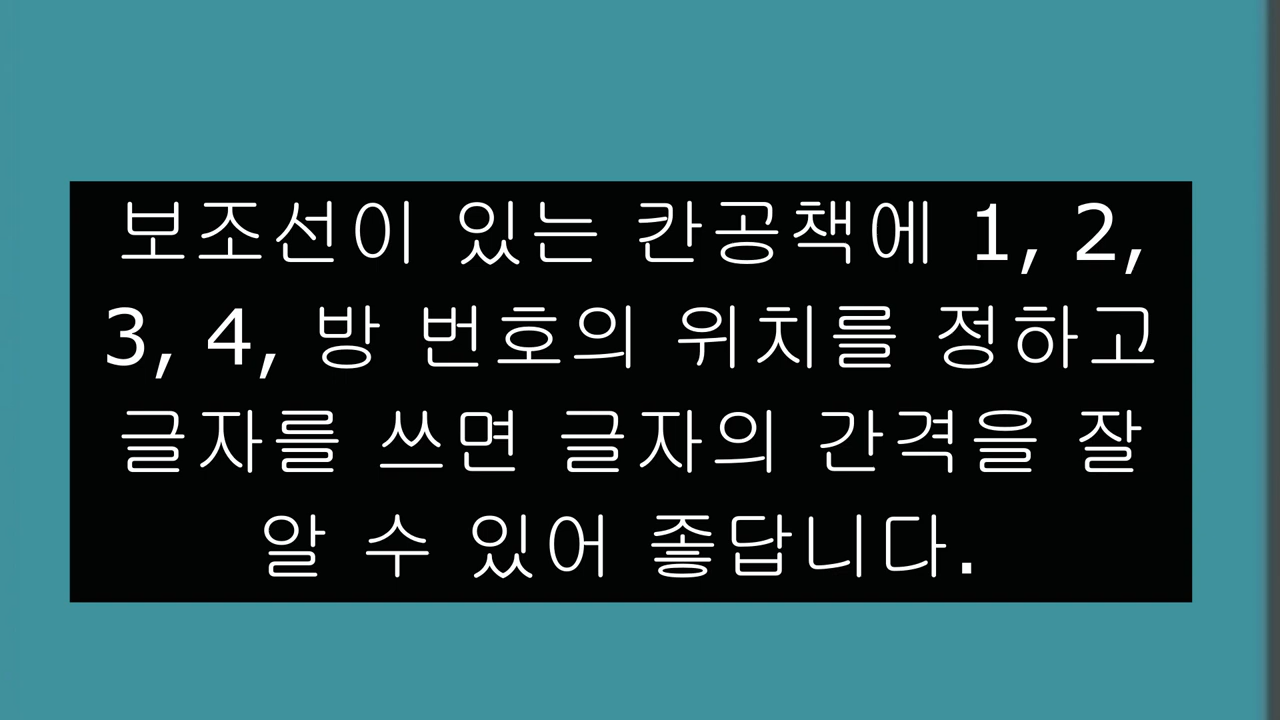 보조선이 있는 칸공책에 1, 2,
3, 4, 방 번호의 위치를 정하고
글자를 쓰면 글자의 간격을 잘
알 수 있어 좋답니다.